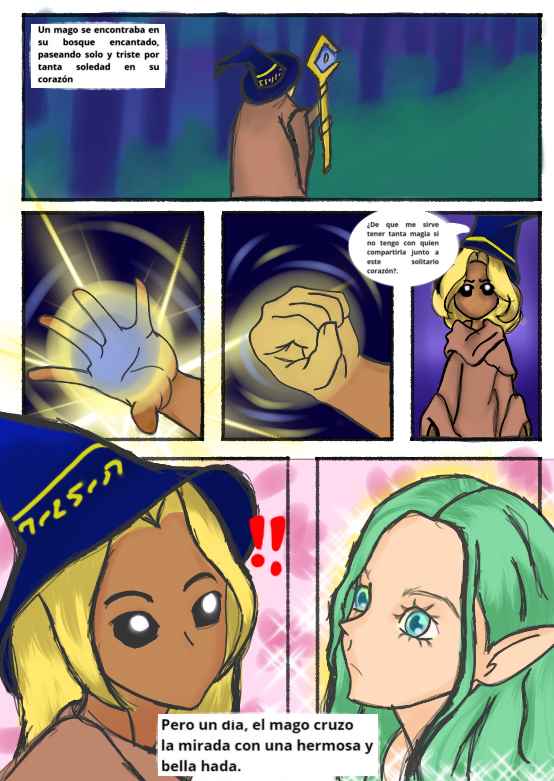 Un mago se encontraba en
su bosque encantado,
paseando solo y triste por
tanta soledad en su
corazón
¿De que me sirve
tener tanta magia si
no tengo con quien
compartirla junto a
este solitario
corazón?.
!!
Pero un día, el mago cruzo
la mirada con una hermosa y
bella hada.